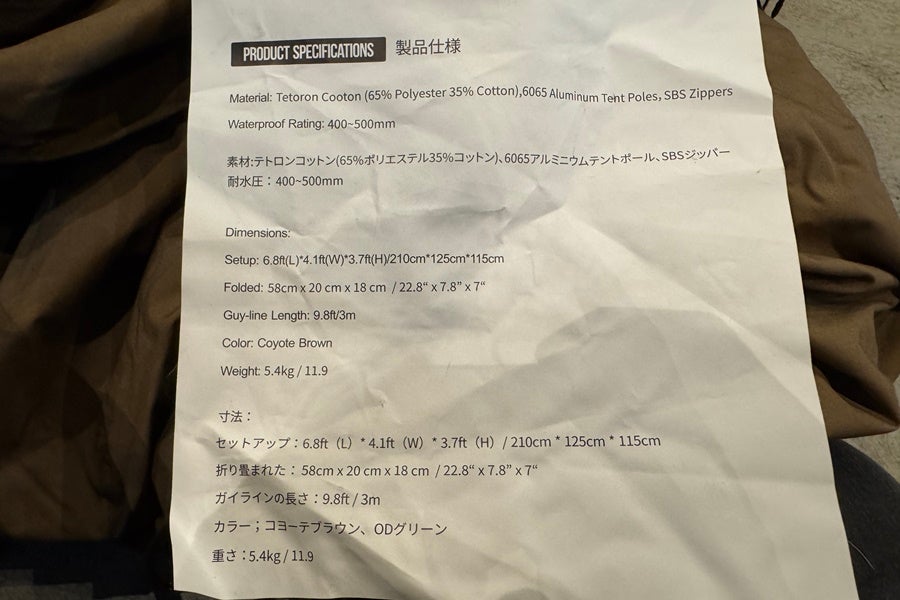 PRODUCT SPECIFICATIONS 製品仕様
Material: Tetoron Cooton (65% Polyester 35% Cotton),6065 Aluminum Tent Poles, SBS Zippers
Waterproof Rating: 400~500mm
素材:テトロンコットン(65%ポリエステル35%コットン)、6065アルミニウムテントポール、SBSジッパー
耐水圧：400~500mm
Dimensions:
Setup: 6.8ft(L)*4.1ft(W)*3.7ft(H)/210cm*125cm*115cm
Folded: 58cm x 20 cm x 18 cm / 22.8“ x 7.8” x 7“
Guy-line Length: 9.8ft/3m
Color: Coyote Brown
Weight: 5.4kg / 11.9
寸法：
セットアップ：6.8ft（L）* 4.1ft（W）* 3.7ft（H）/ 210cm * 125cm * 115cm
折り畳まれた：58cm x 20 cm x 18 cm / 22.8“ x 7.8” x 7“
ガイラインの長さ：9.8ft / 3m
カラー；コヨーテブラウン、ODグリーン
重さ：5.4kg / 11.9